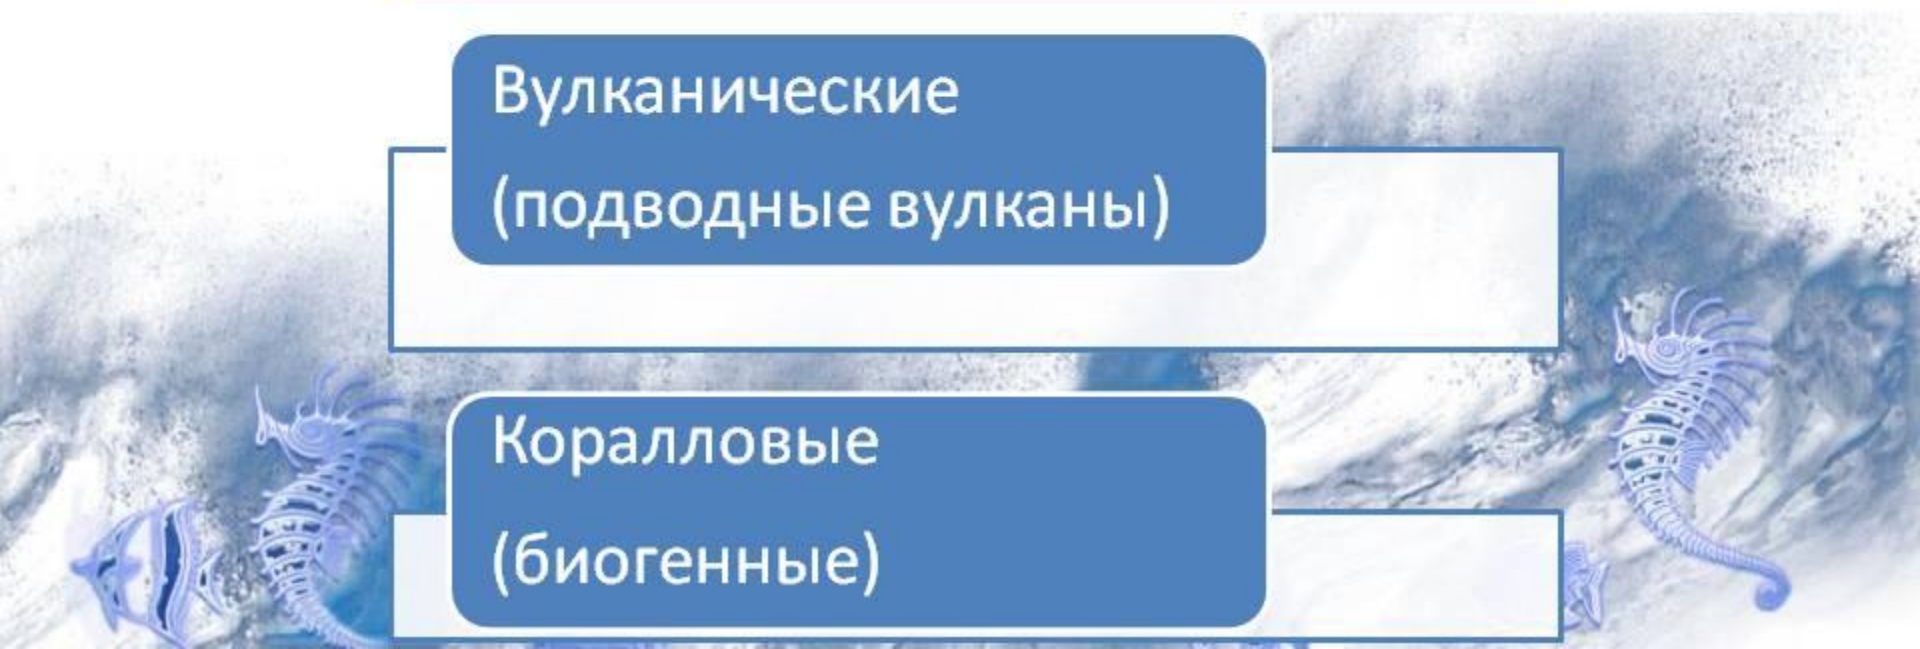 Вулканические
(подводные вулканы)
Коралловые
(биогенные)